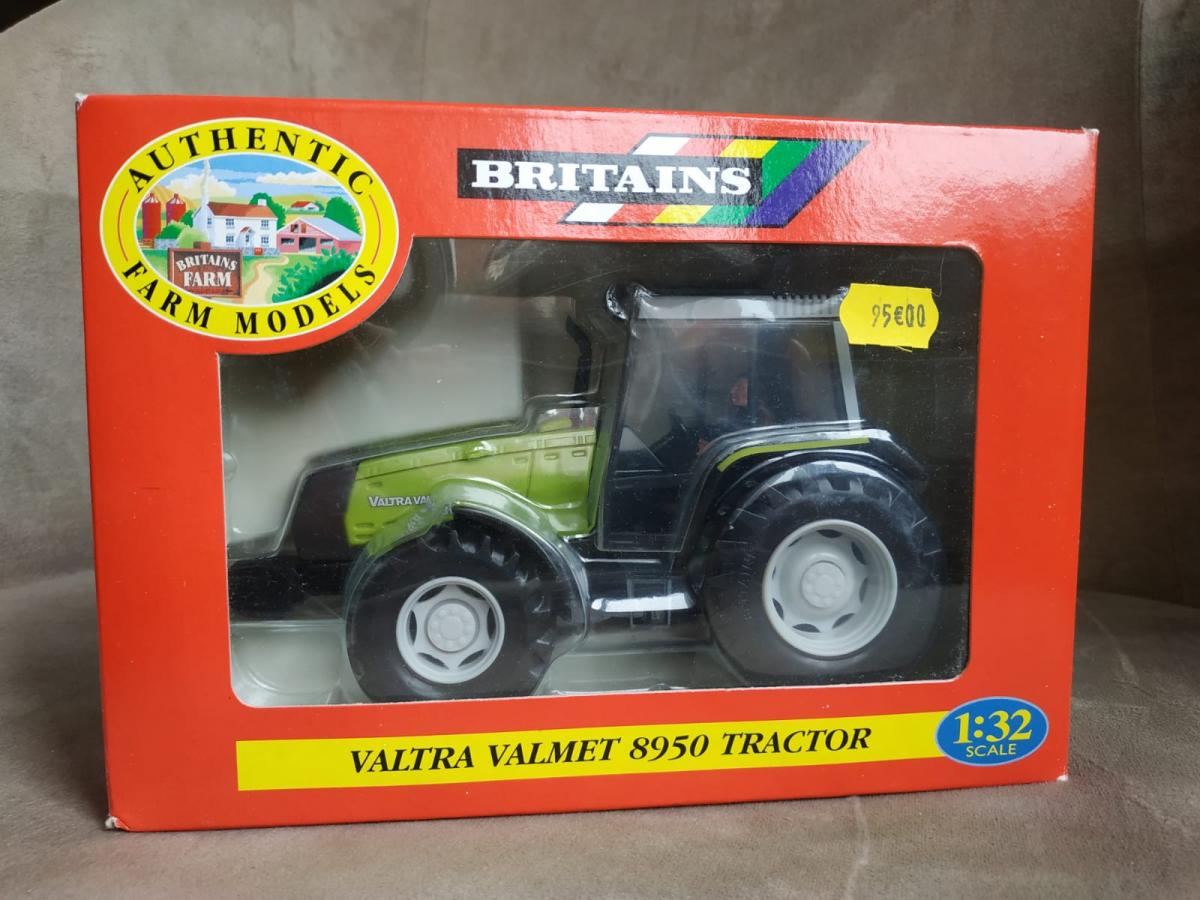 AUTHENTIC
FARM MODELS
BRITAINS
FARM
BRITAINS
95€00
VALTRA VAL
VALTRA VALMET 8950 TRACTOR
1:32
SCALE